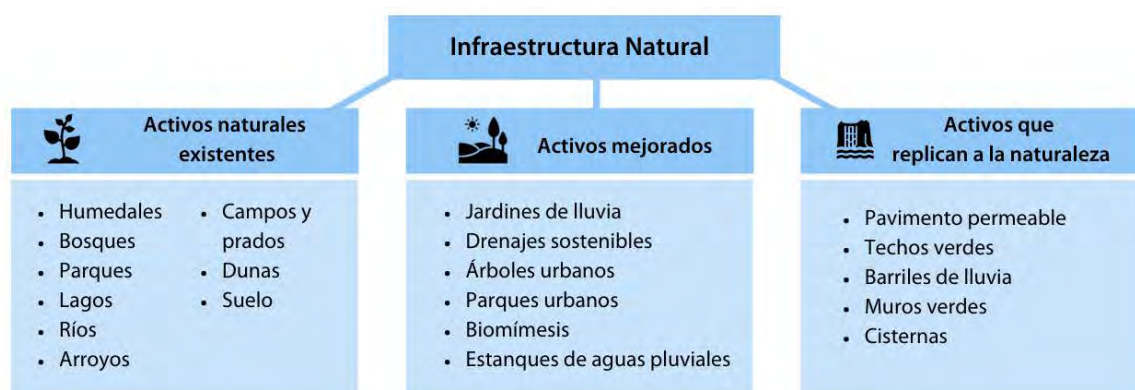 Infraestructura Natural
Activos naturales
existentes
• Humedales
• Bosques
• Parques
• Lagos
• Ríos
• Arroyos
• Campos y
prados
• Dunas
• Suelo
Activos mejorados
• Jardines de lluvia
• Drenajes sostenibles
• Árboles urbanos
• Parques urbanos
• Biomímesis
• Estanques de aguas pluviales
Activos que
replican a la naturaleza
• Pavimento permeable
• Techos verdes
• Barriles de lluvia
• Muros verdes
• Cisternas